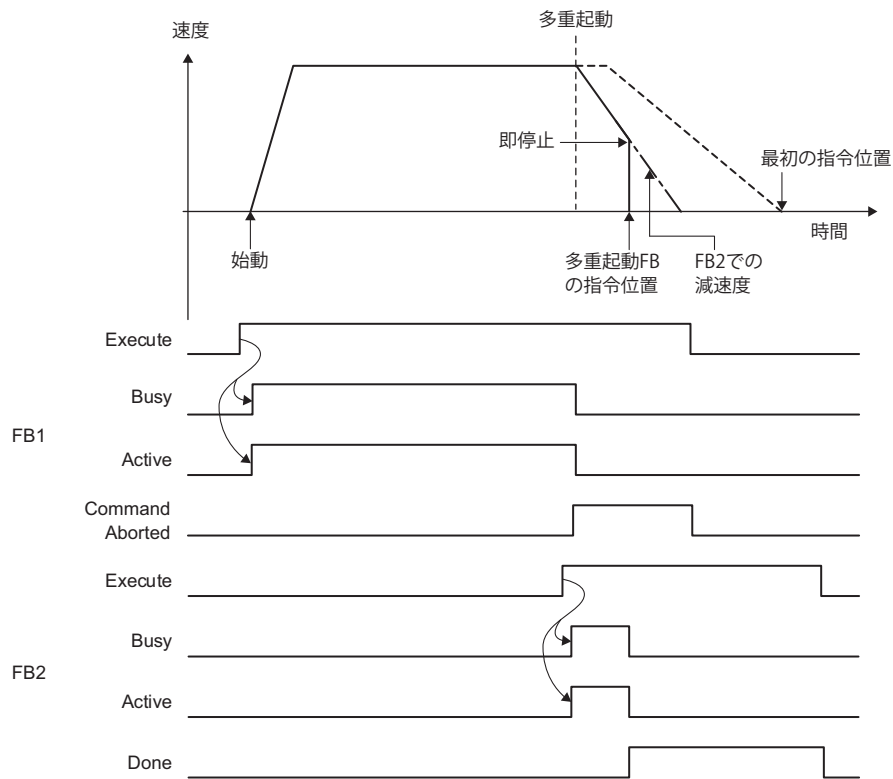 速度
多重起動
即停止
最初の指令位置
時間
始動
多重起動FB
の指令位置
FB2での
減速度
Execute
Busy
FB1
Active
Command
Aborted
Execute
Busy
FB2
Active
Done